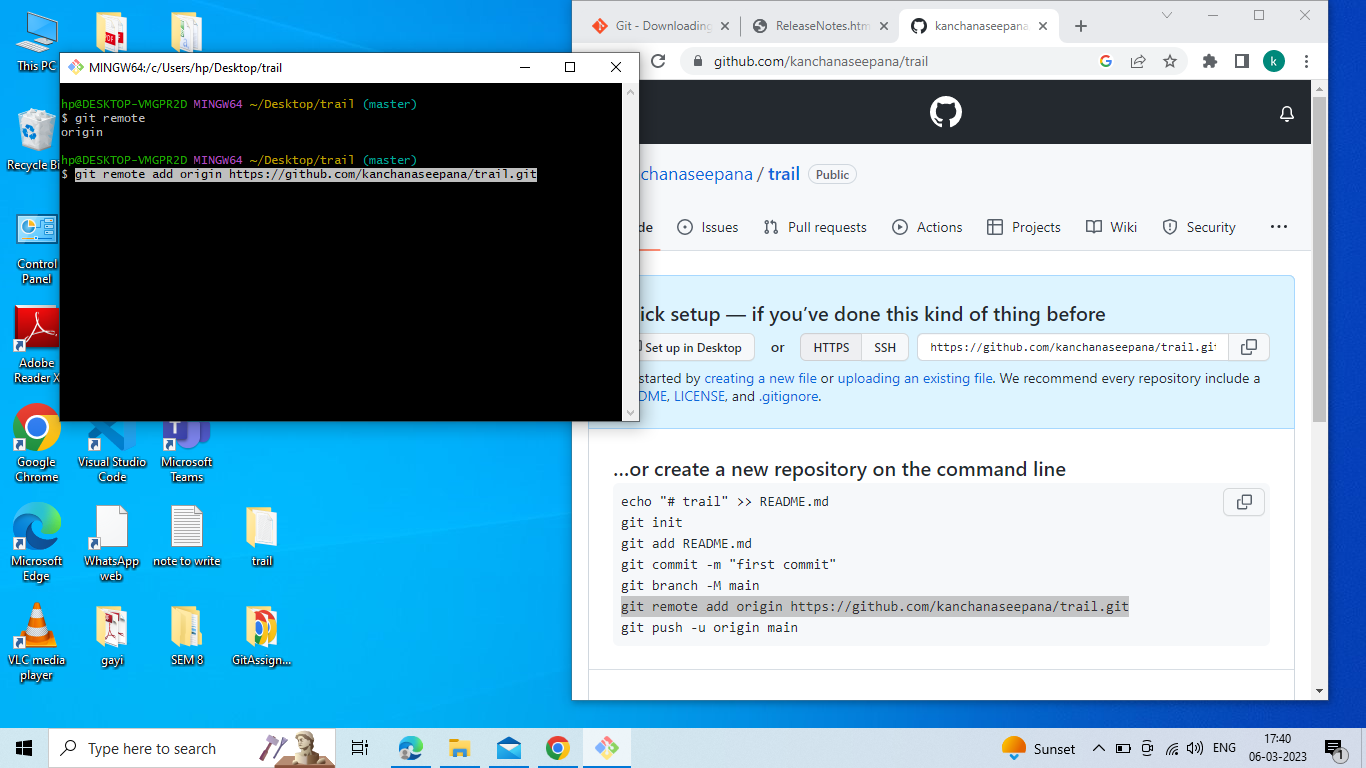 This PC
Recycle Bi
Control
Panel
Adobe
Reader X
Google
Chrome
Visual Studio
Code
Microsoft
Teams
Microsoft
Edge
WhatsApp
web
note to write
trail
VLC media
player
gayi
SEM 8
GitAssign...
MINGW64:/c/Users/hp/Desktop/trail
hp@DESKTOP-VMGPR2D MINGW64 ~/Desktop/trail (master)
$ git remote
origin
hp@DESKTOP-VMGPR2D MINGW64 ~/Desktop/trail (master)
$ git remote add origin https://github.com/kanchanaseepana/trail.git
Git - Downloading
ReleaseNotes.htm
kanchanaseepana
github.com/kanchanaseepana/trail
k
chanaseepana / trail Public
de
Issues
Pull requests
Actions
Projects
Wiki
Security
ick setup — if you've done this kind of thing before
Set up in Desktop
or
HTTPS
SSH
https://github.com/kanchanaseepana/trail.git
started by creating a new file or uploading an existing file. We recommend every repository include a
DME, LICENSE, and .gitignore.
...or create a new repository on the command line
echo "# trail" >> README.md
git init
git add README.md
git commit -m "first commit"
git branch -M main
git remote add origin https://github.com/kanchanaseepana/trail.git
git push -u origin main
Type here to search
Sunset
ENG
17:40
06-03-2023
1